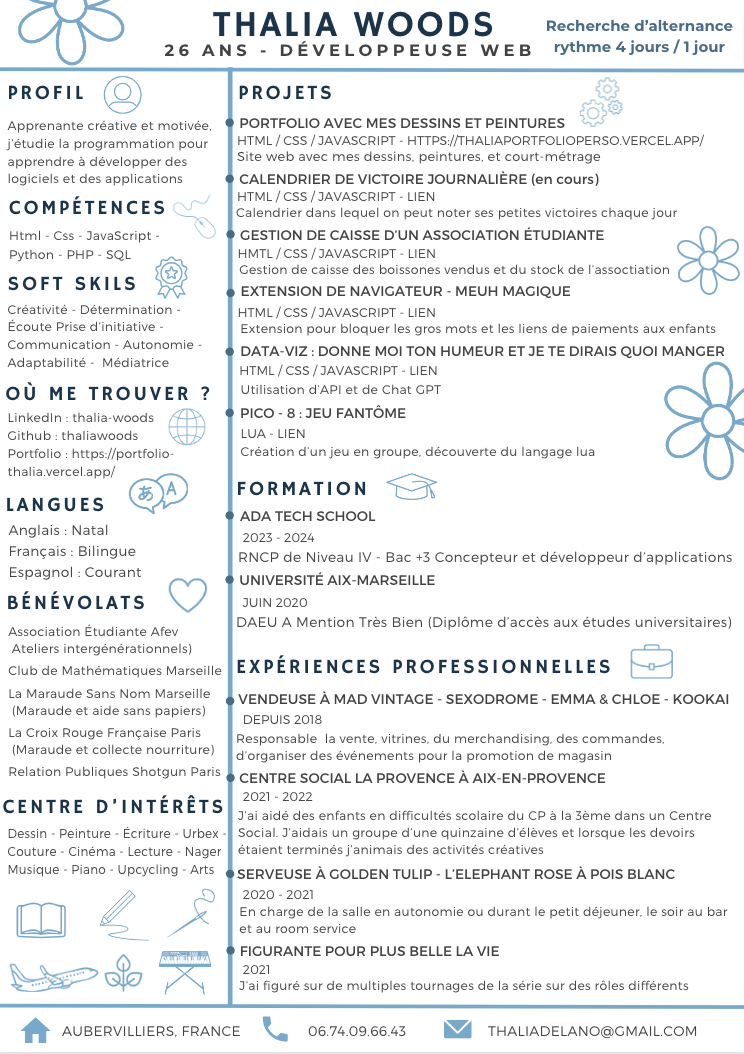 THALIA WOODS
26 ANS - DÉVELOPPEUSE WEB
Recherche d'alternance
rythme 4 jours / 1 jour
PROFIL
Apprenante créative et motivée,
j'étudie la programmation pour
apprendre à développer des
logiciels et des applications
COMPÉTENCES
Html - Css - JavaScript -
Python - PHP - SQL
SOFT SKILS
Créativité - Détermination -
Écoute Prise d'initiative -
Communication - Autonomie -
Adaptabilité - Médiatrice
OÙ ME TROUVER ?
LinkedIn : thalia-woods
Github : thaliawoods
Portfolio : https://portfolio-
thalia.vercel.app/
あ A
LANGUES
Anglais : Natal
Français : Bilingue
Espagnol : Courant
BÉNÉVOLATS
Association Étudiante Afev
Ateliers intergénérationnels)
Club de Mathématiques Marseille
La Maraude Sans Nom Marseille
(Maraude et aide sans papiers)
La Croix Rouge Française Paris
(Maraude et collecte nourriture)
Relation Publiques Shotgun Paris
CENTRE D'INTÉRÊTS
Dessin - Peinture - Écriture - Urbex -
Couture - Cinéma - Lecture - Nager
Musique - Piano - Upcycling - Arts
PROJETS
PORTFOLIO AVEC MES DESSINS ET PEINTURES
HTML / CSS / JAVASCRIPT - HTTPS://THALIAPORTFOLIOPERSO.VERCEL.APP/
Site web avec mes dessins, peintures, et court-métrage
CALENDRIER DE VICTOIRE JOURNALIÈRE (en cours)
HTML / CSS / JAVASCRIPT - LIEN
Calendrier dans lequel on peut noter ses petites victoires chaque jour
GESTION DE CAISSE D'UN ASSOCIATION ÉTUDIANTE
HMTL / CSS / JAVASCRIPT - LIEN
Gestion de caisse des boissones vendus et du stock de l'assoctiation
EXTENSION DE NAVIGATEUR - MEUH MAGIQUE
HTML / CSS / JAVASCRIPT - LIEN
Extension pour bloquer les gros mots et les liens de paiements aux enfants
DATA-VIZ : DONNE MOI TON HUMEUR ET JE TE DIRAIS QUOI MANGER
HTML / CSS / JAVASCRIPT - LIEN
Utilisation d'API et de Chat GPT
PICO - 8 : JEU FANTÔME
LUA - LIEN
Création d'un jeu en groupe, découverte du langage lua
FORMATION
ADA TECH SCHOOL
2023 - 2024
RNCP de Niveau IV - Bac +3 Concepteur et développeur d'applications
UNIVERSITÉ AIX-MARSEILLE
JUIN 2020
DAEU A Mention Très Bien (Diplôme d'accès aux études universitaires)
EXPÉRIENCES PROFESSIONNELLES
VENDEUSE À MAD VINTAGE - SEXODROME - EMMA & CHLOE - KOOKAI
DEPUIS 2018
Responsable la vente, vitrines, du merchandising, des commandes,
d'organiser des événements pour la promotion de magasin
CENTRE SOCIAL LA PROVENCE À AIX-EN-PROVENCE
2021 - 2022
J'ai aidé des enfants en difficultés scolaire du CP à la 3ème dans un Centre
Social. J'aidais un groupe d'une quinzaine d'élèves et lorsque les devoirs
étaient terminés j'animais des activités créatives
SERVEUSE À GOLDEN TULIP - L'ELEPHANT ROSE À POIS BLANC
2020 - 2021
En charge de la salle en autonomie ou durant le petit déjeuner, le soir au bar
et au room service
FIGURANTE POUR PLUS BELLE LA VIE
2021
J'ai figuré sur de multiples tournages de la série sur des rôles différents
AUBERVILLIERS, FRANCE
06.74.09.66.43
THALIADELANO@GMAIL.COM